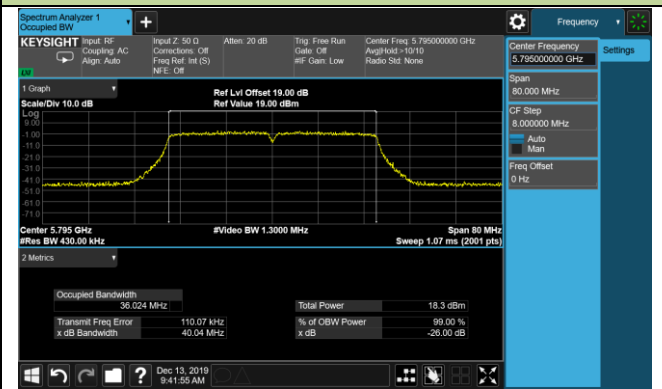 Spectrum Analyzer 1
Occupied BW
Frequency
KEYSIGHT
Input: RF
Coupling: AC
Align: Auto
Input Z: 50 Ω
Corrections: Off
Freq Ref: Int (S)
NFE: Off
Atten: 20 dB
Trig: Free Run
Gate: Off
#IF Gain: Low
Center Freq: 5.795000000 GHz
Avg|Hold:>10/10
Radio Std: None
LXI
Center Frequency
5.795000000 GHz
Settings
Span
80.000 MHz
CF Step
8.000000 MHz
Auto
Man
Freq Offset
0 Hz
1 Graph
Scale/Div 10.0 dB
Ref Lvl Offset 19.00 dB
Ref Value 19.00 dBm
Log
9.00
-1.00
-11.0
-21.0
-31.0
-41.0
-51.0
-61.0
-71.0
Center 5.795 GHz
#Video BW 1.3000 MHz
Span 80 MHz
#Res BW 430.00 kHz
Sweep 1.07 ms (2001 pts)
2 Metrics
Occupied Bandwidth
36.024 MHz
Total Power
18.3 dBm
Transmit Freq Error
110.07 kHz
% of OBW Power
99.00 %
x dB Bandwidth
40.04 MHz
x dB
-26.00 dB
?
Dec 13, 2019
9:41:55 AM